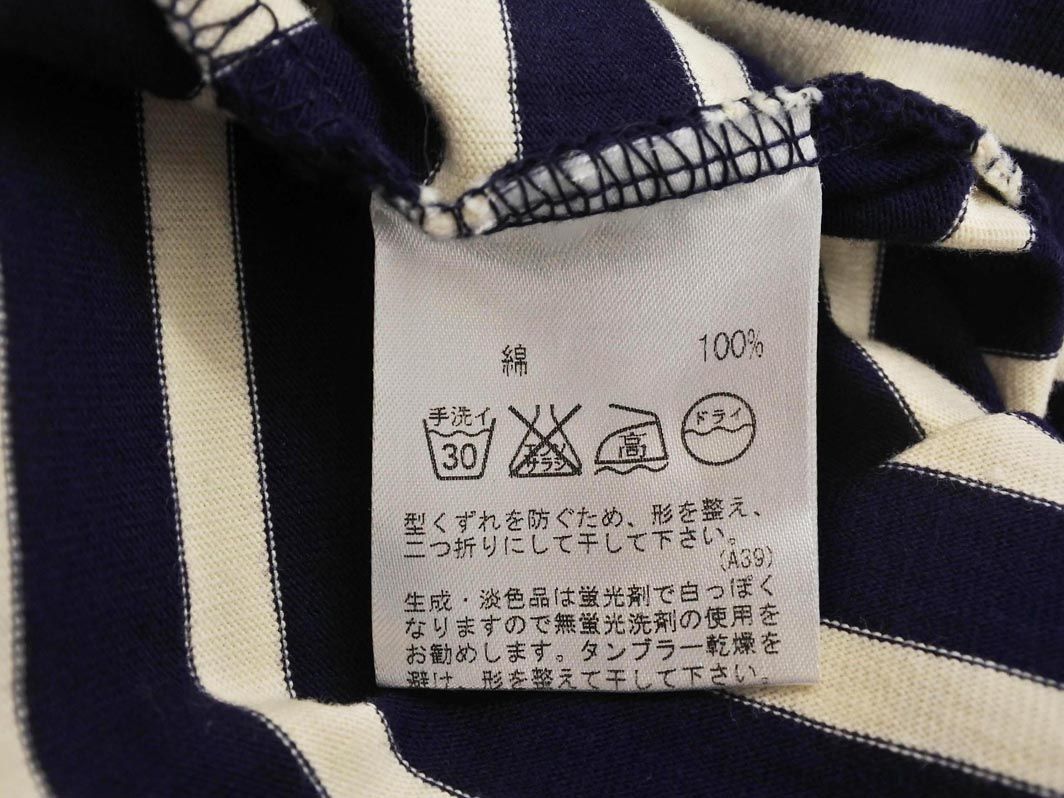 綿 100%
手洗イ
30
エンソ
サラシ
高
ドライ
型くずれを防ぐため、形を整え、
二つ折りにして干して下さい。
(A39)
生成・淡色品は蛍光剤で白っぽく
なりますので無蛍光洗剤の使用を
お勧めします。タンブラー乾燥を
避け、形を整えて干して下さい。